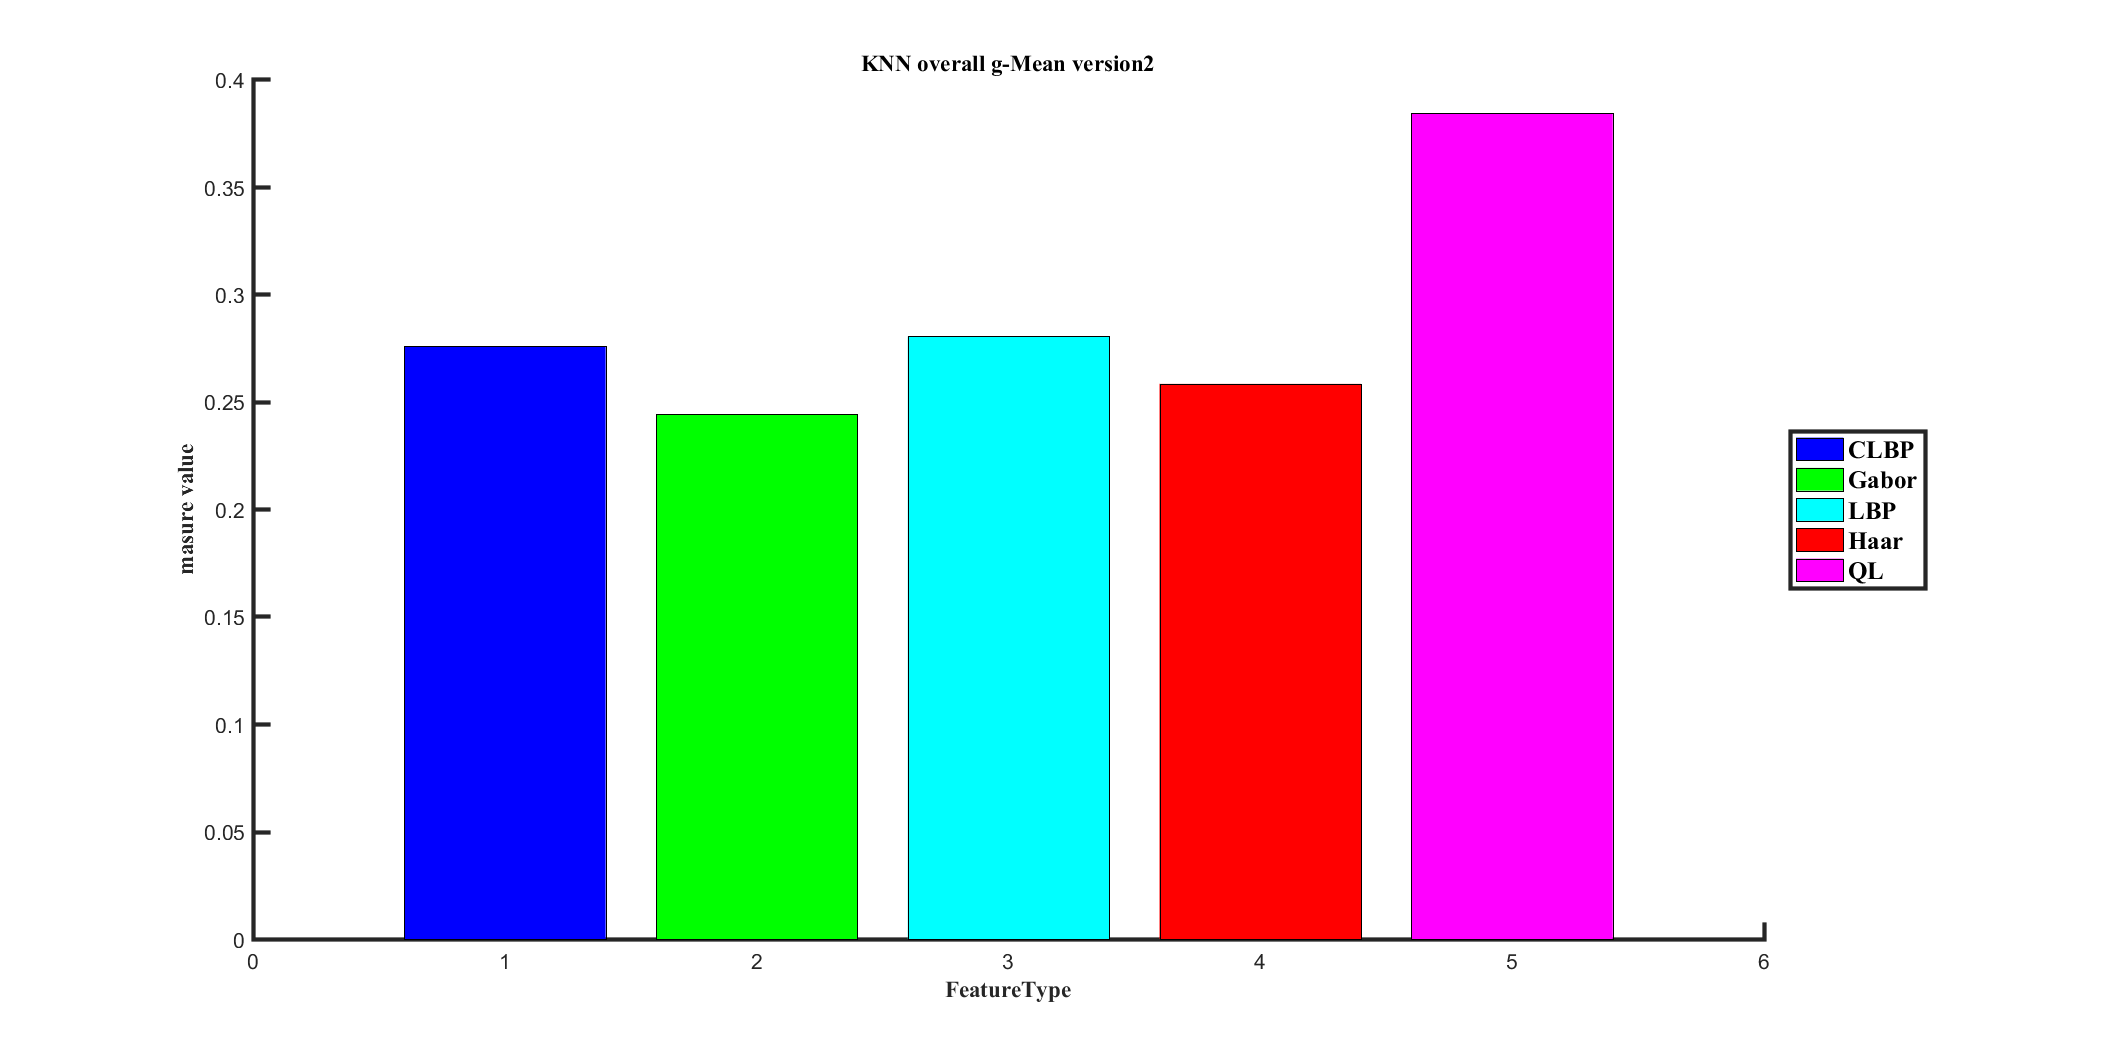 KNN overall g-Mean version2
0.4
0.35
0.3
0.25
0.2
0.15
0.1
0.05
0
masure value
0 1 2 3 4 5 6
FeatureType
CLBP
Gabor
LBP
Haar
QL